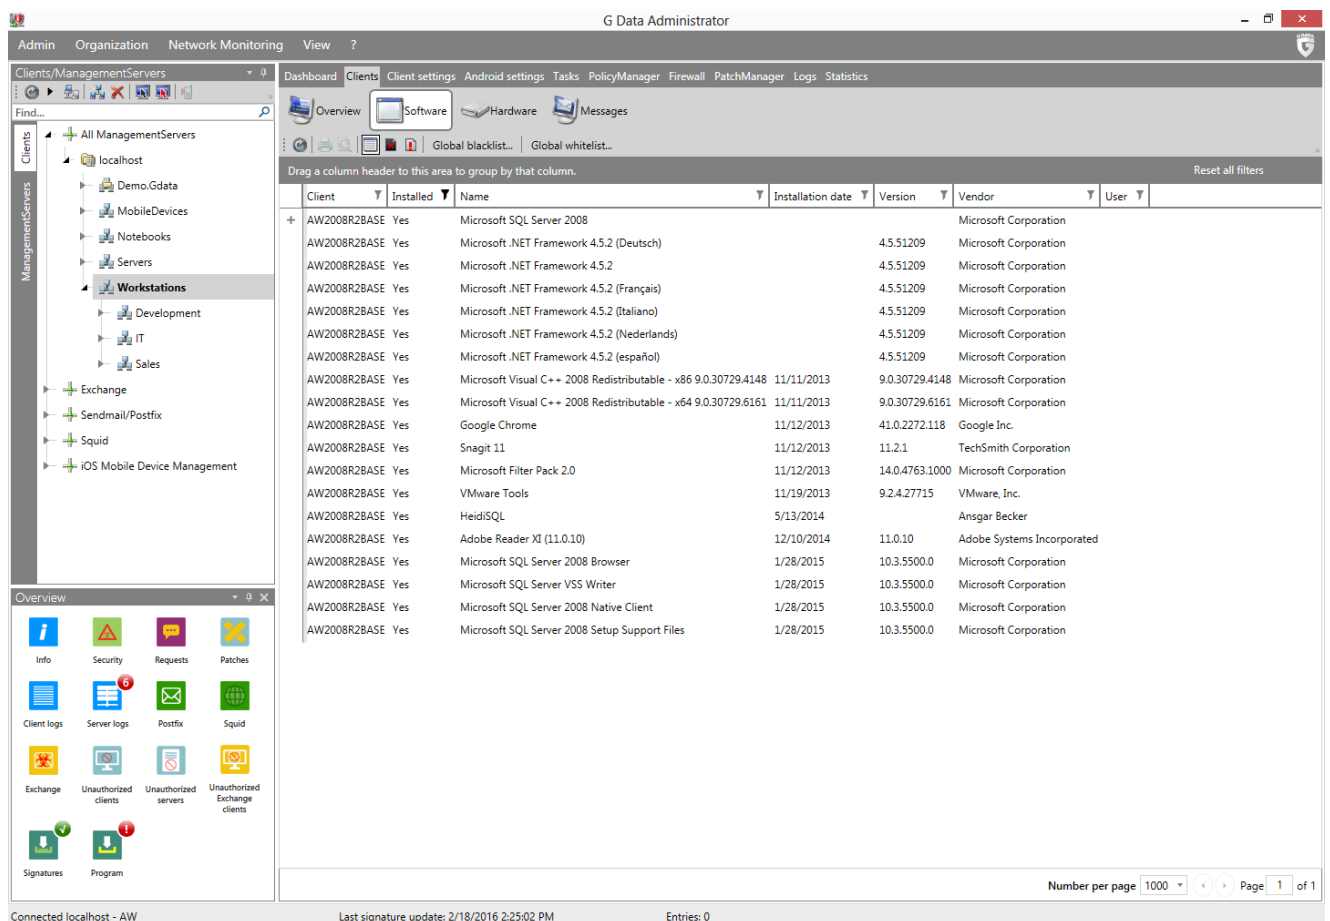 G Data Administrator
Admin Organization Network Monitoring View ?
Clients/ManagementServers
Find...
Clients
ManagementServers
All ManagementServers
localhost
Demo.Gdata
MobileDevices
Notebooks
Servers
Workstations
Development
IT
Sales
Exchange
Sendmail/Postfix
Squid
iOS Mobile Device Management
Overview
Info Security Requests Patches
6
Client logs Server logs Postfix Squid
Exchange Unauthorized clients Unauthorized servers Unauthorized Exchange clients
Signatures Program
Dashboard Clients Client settings Android settings Tasks PolicyManager Firewall PatchManager Logs Statistics
Overview Software Hardware Messages
Global blacklist... Global whitelist...
Drag a column header to this area to group by that column. Reset all filters
Client Installed Name Installation date Version Vendor User
AW2008R2BASE Yes Microsoft SQL Server 2008 Microsoft Corporation
AW2008R2BASE Yes Microsoft .NET Framework 4.5.2 (Deutsch) 4.5.51209 Microsoft Corporation
AW2008R2BASE Yes Microsoft .NET Framework 4.5.2 4.5.51209 Microsoft Corporation
AW2008R2BASE Yes Microsoft .NET Framework 4.5.2 (Français) 4.5.51209 Microsoft Corporation
AW2008R2BASE Yes Microsoft .NET Framework 4.5.2 (Italiano) 4.5.51209 Microsoft Corporation
AW2008R2BASE Yes Microsoft .NET Framework 4.5.2 (Nederlands) 4.5.51209 Microsoft Corporation
AW2008R2BASE Yes Microsoft .NET Framework 4.5.2 (español) 4.5.51209 Microsoft Corporation
AW2008R2BASE Yes Microsoft Visual C++ 2008 Redistributable - x86 9.0.30729.4148 11/11/2013 9.0.30729.4148 Microsoft Corporation
AW2008R2BASE Yes Microsoft Visual C++ 2008 Redistributable - x64 9.0.30729.6161 11/11/2013 9.0.30729.6161 Microsoft Corporation
AW2008R2BASE Yes Google Chrome 11/12/2013 41.0.2272.118 Google Inc.
AW2008R2BASE Yes Snagit 11 11/12/2013 11.2.1 TechSmith Corporation
AW2008R2BASE Yes Microsoft Filter Pack 2.0 11/12/2013 14.0.4763.1000 Microsoft Corporation
AW2008R2BASE Yes VMware Tools 11/19/2013 9.2.4.27715 VMware, Inc.
AW2008R2BASE Yes HeidiSQL 5/13/2014 Ansgar Becker
AW2008R2BASE Yes Adobe Reader XI (11.0.10) 12/10/2014 11.0.10 Adobe Systems Incorporated
AW2008R2BASE Yes Microsoft SQL Server 2008 Browser 1/28/2015 10.3.5500.0 Microsoft Corporation
AW2008R2BASE Yes Microsoft SQL Server VSS Writer 1/28/2015 10.3.5500.0 Microsoft Corporation
AW2008R2BASE Yes Microsoft SQL Server 2008 Native Client 1/28/2015 10.3.5500.0 Microsoft Corporation
AW2008R2BASE Yes Microsoft SQL Server 2008 Setup Support Files 1/28/2015 10.3.5500.0 Microsoft Corporation
Number per page 1000 Page 1 of 1
Connected localhost - AW Last signature update: 2/18/2016 2:25:02 PM Entries: 0